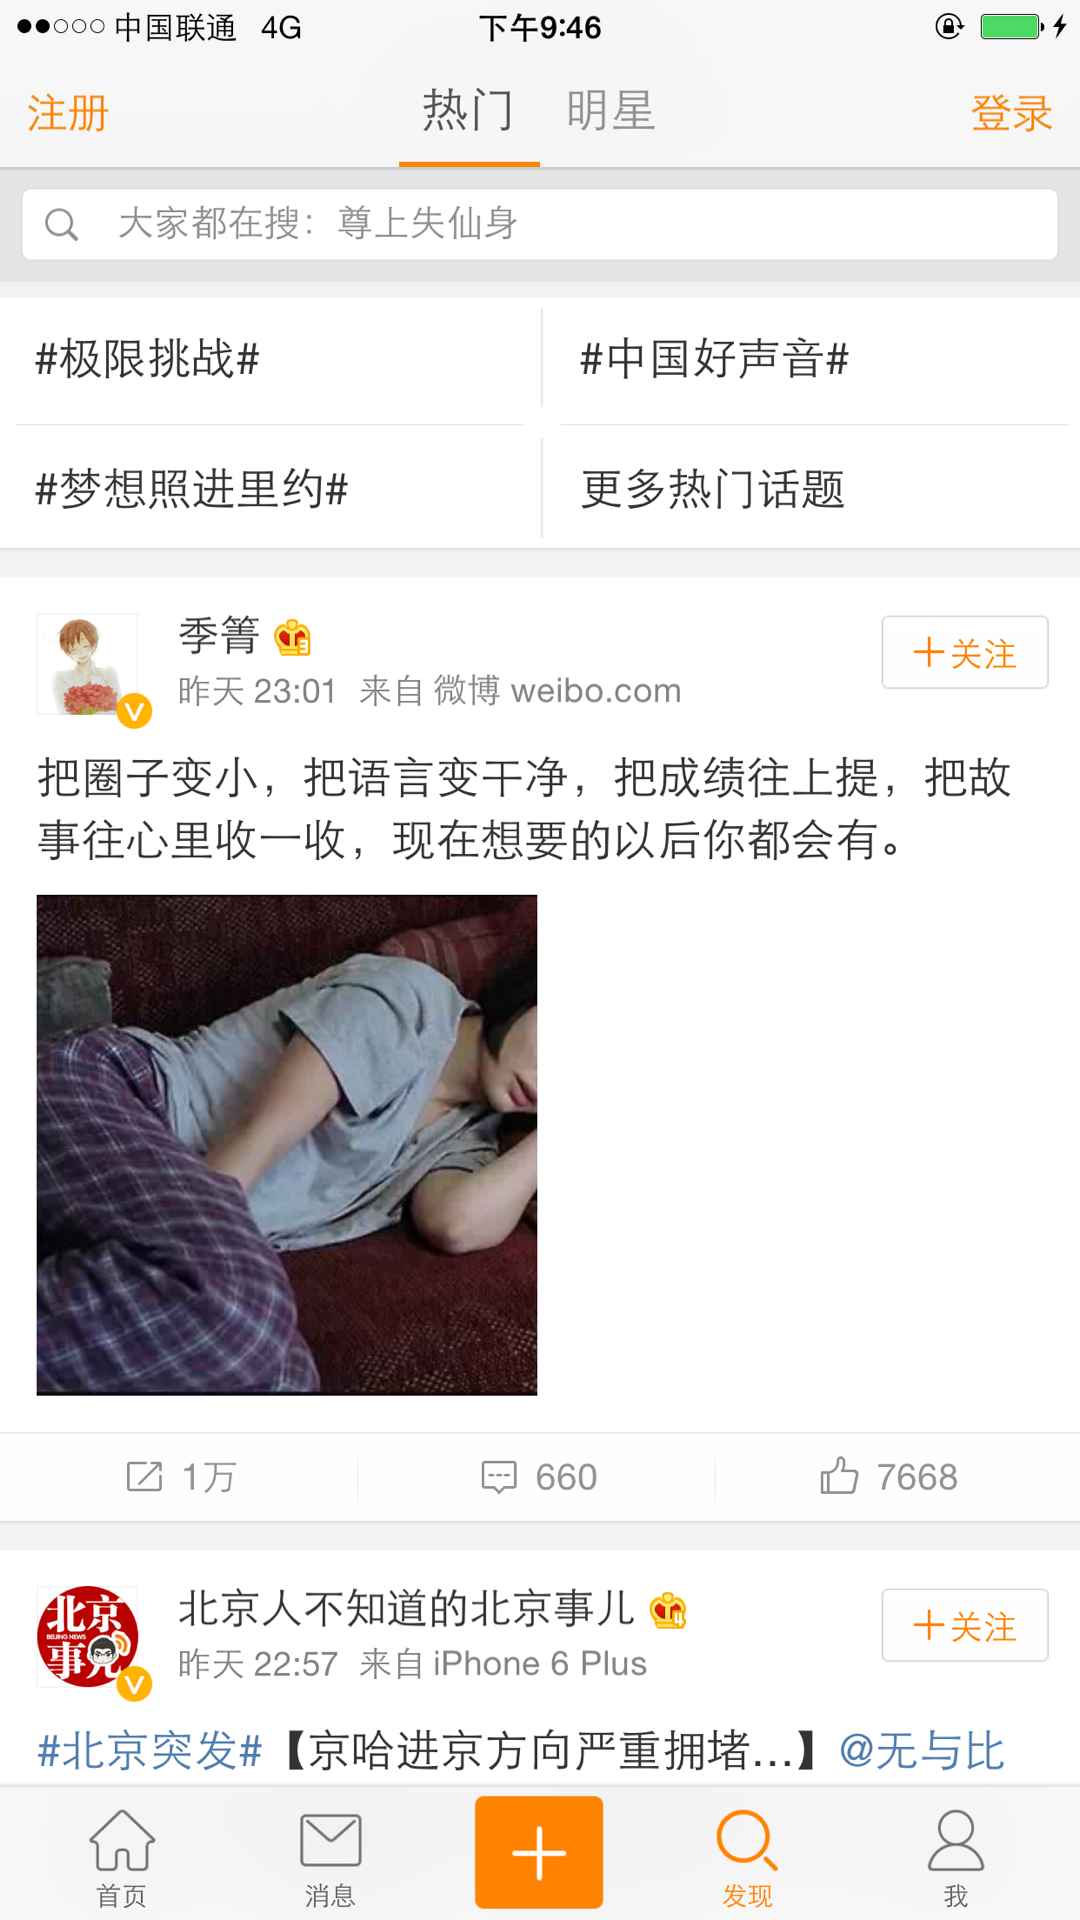 中国联通 4G 下午9:46
注册 热门 明星 登录
大家都在搜：尊上失仙身
#极限挑战# #中国好声音#
#梦想照进里约# 更多热门话题
季箐
+关注
昨天 23:01 来自 微博 weibo.com
把圈子变小，把语言变干净，把成绩往上提，把故
事往心里收一收，现在想要的以后你都会有。
1万 660 7668
北京人不知道的北京事儿
+关注
北京
BEIJING NEWS
事儿
昨天 22:57 来自 iPhone 6 Plus
#北京突发#【京哈进京方向严重拥堵...】@无与比
首页 消息 发现 我